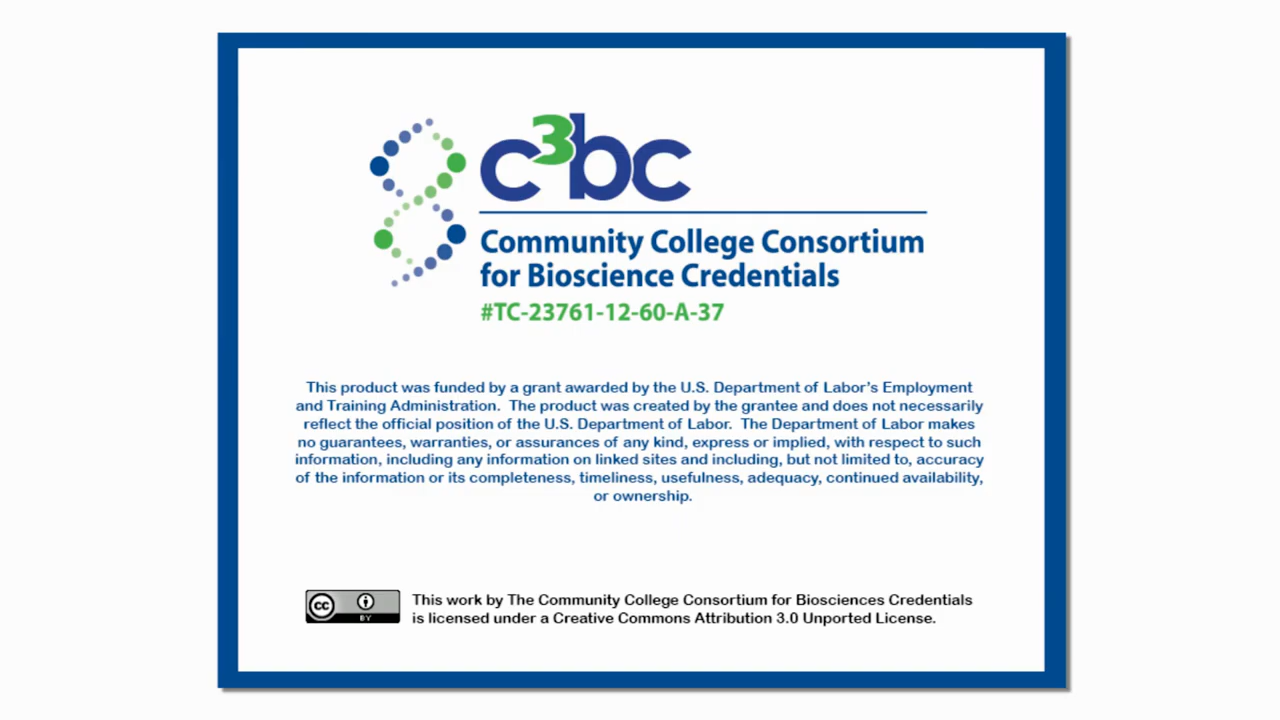 c3bc
Community College Consortium
for Bioscience Credentials
#TC-23761-12-60-A-37
This product was funded by a grant awarded by the U.S. Department of Labor’s Employment
and Training Administration.  The product was created by the grantee and does not necessarily
reflect the official position of the U.S. Department of Labor.  The Department of Labor makes
no guarantees, warranties, or assurances of any kind, express or implied, with respect to such
information, including any information on linked sites and including, but not limited to, accuracy
of the information or its completeness, timeliness, usefulness, adequacy, continued availability,
or ownership.
cc BY
This work by The Community College Consortium for Biosciences Credentials
is licensed under a Creative Commons Attribution 3.0 Unported License.